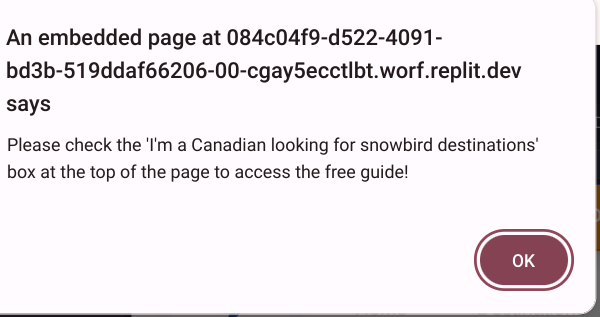 An embedded page at 084c04f9-d522-4091-
bd3b-519ddaf66206-00-cgay5ecctlbt.worf.replit.dev
says
Please check the 'I'm a Canadian looking for snowbird destinations'
box at the top of the page to access the free guide!
OK